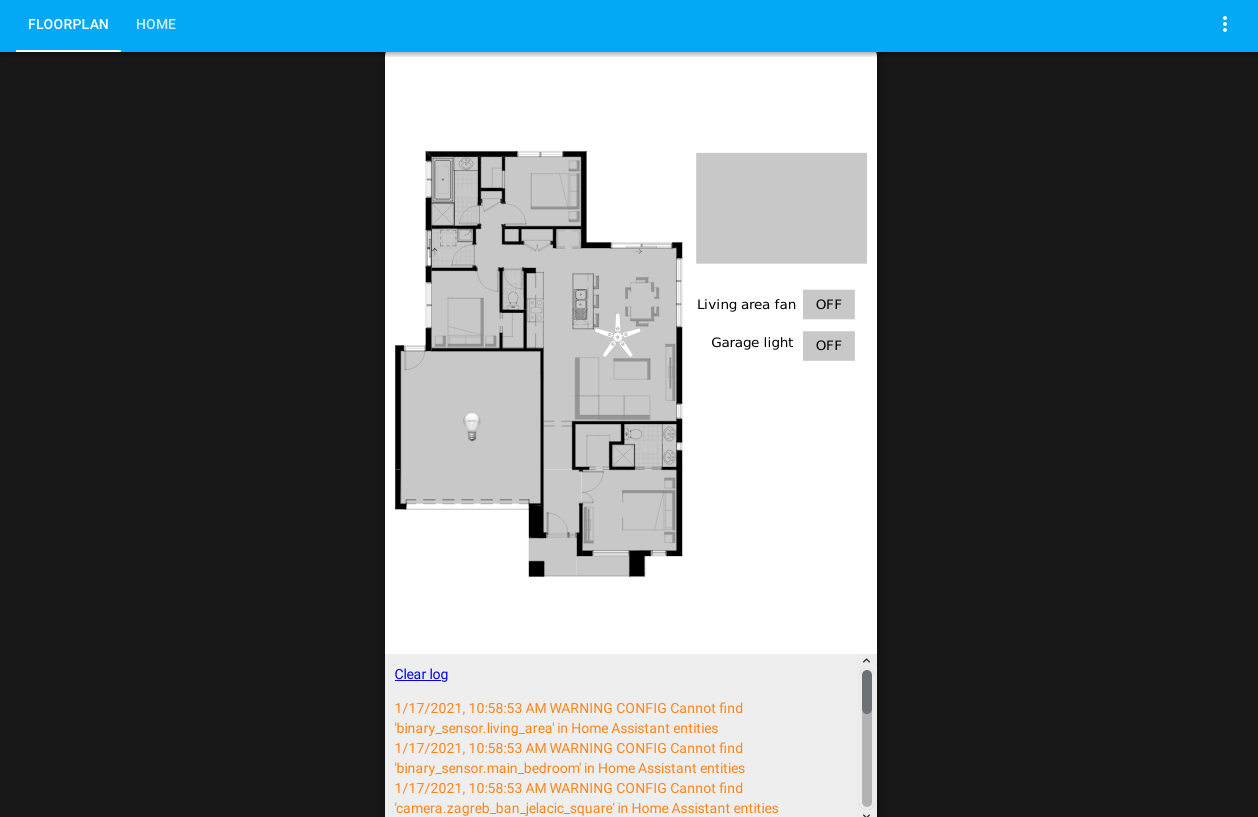 FLOORPLAN HOME
Living area fan OFF
Garage light OFF
Clear log
1/17/2021, 10:58:53 AM WARNING CONFIG Cannot find
'binary_sensor.living_area' in Home Assistant entities
1/17/2021, 10:58:53 AM WARNING CONFIG Cannot find
'binary_sensor.main_bedroom' in Home Assistant entities
1/17/2021, 10:58:53 AM WARNING CONFIG Cannot find
'camera.zagreb_ban_jelacic_square' in Home Assistant entities